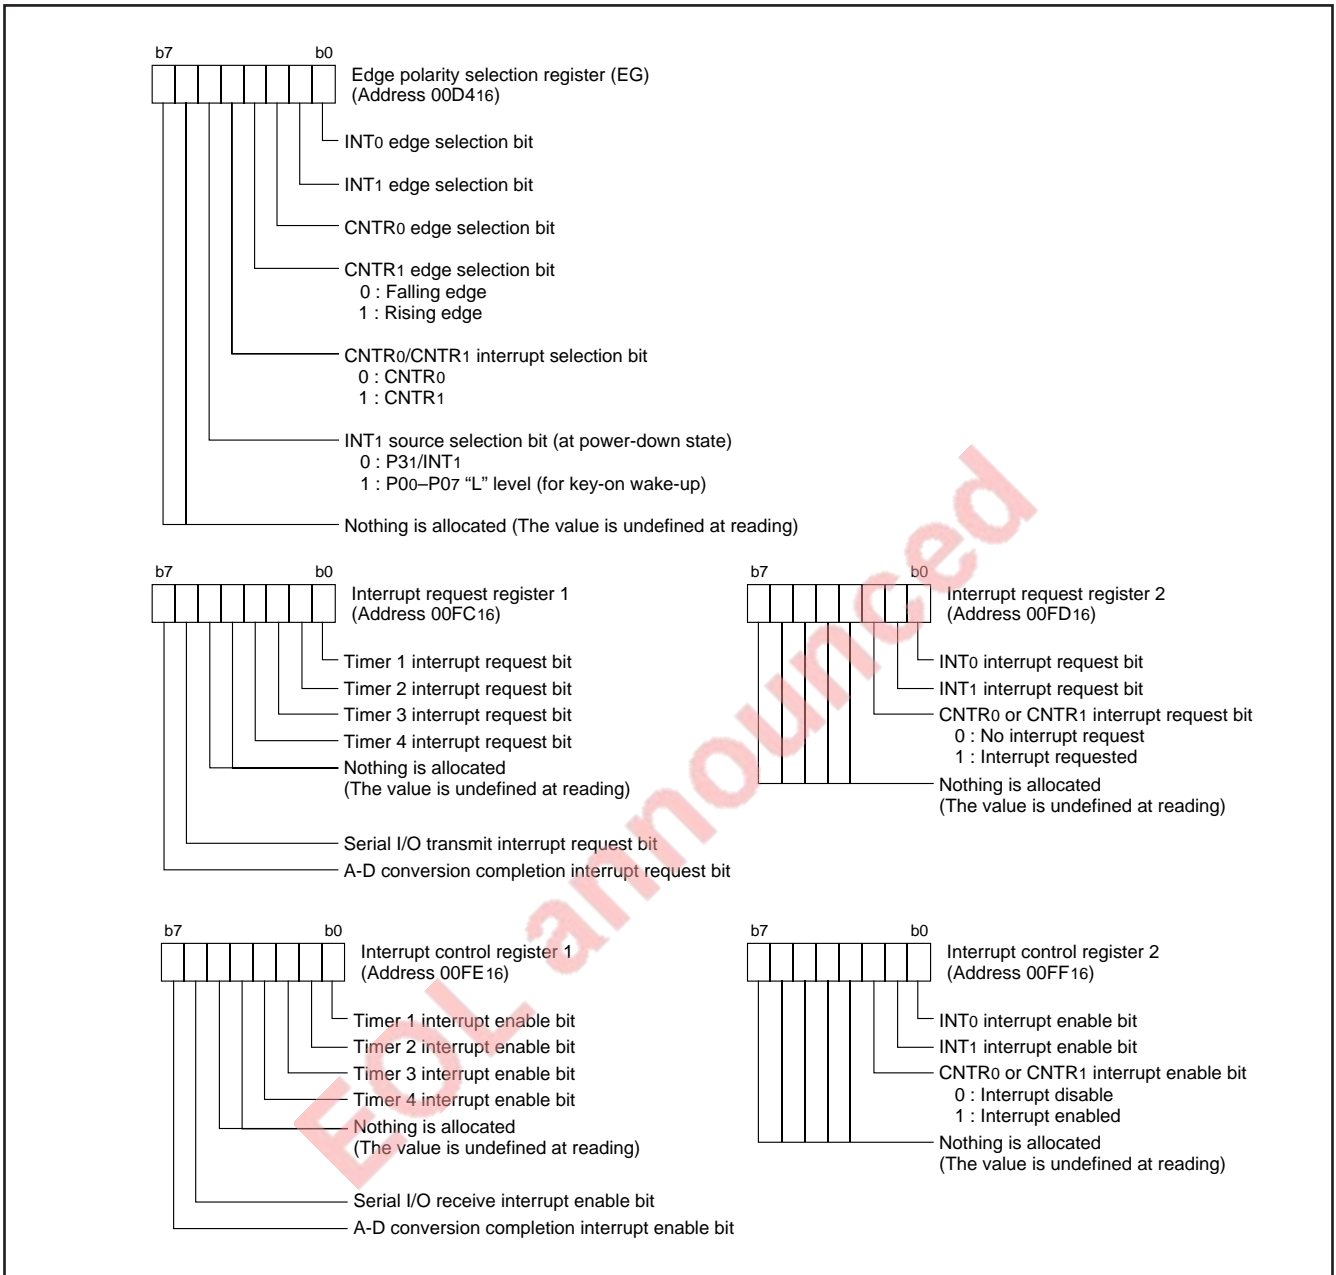 b7 b0
Edge polarity selection register (EG)
(Address 00D416)
INT0 edge selection bit
INT1 edge selection bit
CNTR0 edge selection bit
CNTR1 edge selection bit
0 : Falling edge
1 : Rising edge
CNTR0/CNTR1 interrupt selection bit
0 : CNTR0
1 : CNTR1
INT1 source selection bit (at power-down state)
0 : P31/INT1
1 : P00–P07 “L” level (for key-on wake-up)
Nothing is allocated (The value is undefined at reading)
b7 b0
Interrupt request register 1
(Address 00FC16)
Timer 1 interrupt request bit
Timer 2 interrupt request bit
Timer 3 interrupt request bit
Timer 4 interrupt request bit
Nothing is allocated
(The value is undefined at reading)
Serial I/O transmit interrupt request bit
A-D conversion completion interrupt request bit
b7 b0
Interrupt request register 2
(Address 00FD16)
INT0 interrupt request bit
INT1 interrupt request bit
CNTR0 or CNTR1 interrupt request bit
0 : No interrupt request
1 : Interrupt requested
Nothing is allocated
(The value is undefined at reading)
b7 b0
Interrupt control register 1
(Address 00FE16)
Timer 1 interrupt enable bit
Timer 2 interrupt enable bit
Timer 3 interrupt enable bit
Timer 4 interrupt enable bit
Nothing is allocated
(The value is undefined at reading)
Serial I/O receive interrupt enable bit
A-D conversion completion interrupt enable bit
b7 b0
Interrupt control register 2
(Address 00FF16)
INT0 interrupt enable bit
INT1 interrupt enable bit
CNTR0 or CNTR1 interrupt enable bit
0 : Interrupt disable
1 : Interrupt enabled
Nothing is allocated
(The value is undefined at reading)
EOL announced